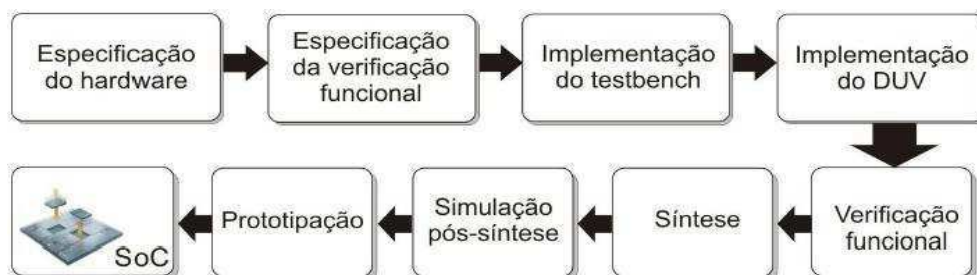 Especificação
do hardware
Especificação
da verificação
funcional
Implementação
do testbench
Implementação
do DUV
Verificação
funcional
Síntese
Simulação
pós-síntese
Prototipação
SoC